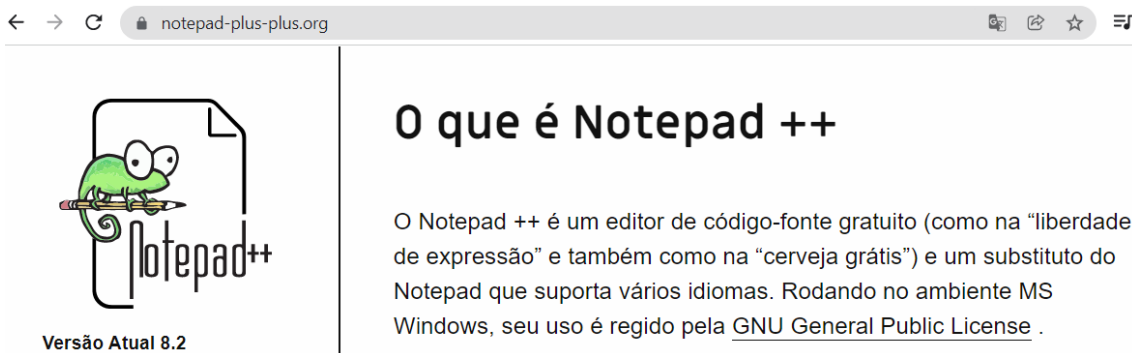 notepad-plus-plus.org
Notepad++
Versão Atual 8.2
O que é Notepad ++
O Notepad ++ é um editor de código-fonte gratuito (como na “liberdade
de expressão” e também como na “cerveja grátis”) e um substituto do
Notepad que suporta vários idiomas. Rodando no ambiente MS
Windows, seu uso é regido pela GNU General Public License .